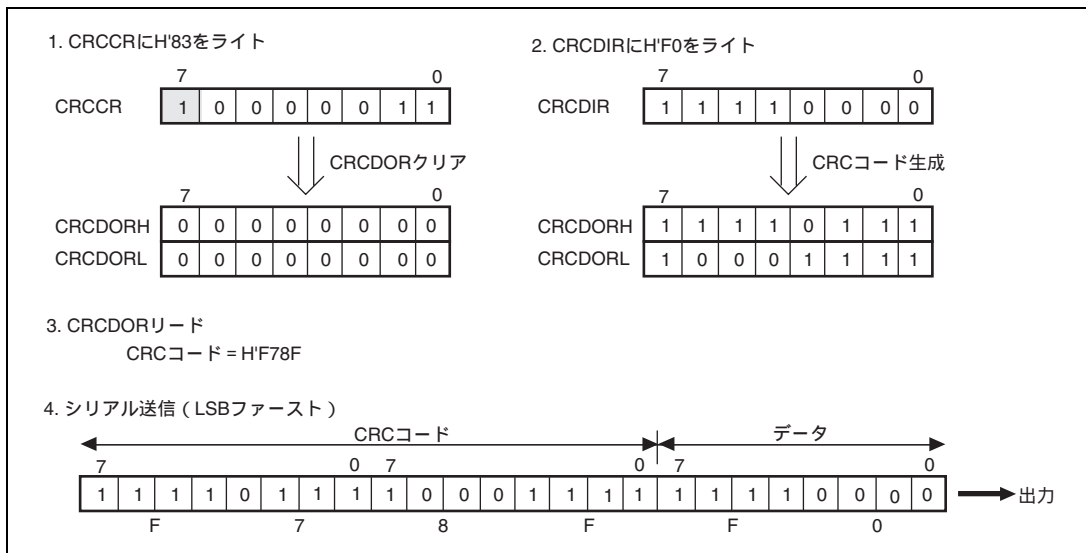 1. CRCCRにH'83をライト
7 0
CRCCR 1 0 0 0 0 0 1 1
CRCDORクリア
7 0
CRCDORH 0 0 0 0 0 0 0 0
CRCDORL 0 0 0 0 0 0 0 0
2. CRCDIRにH'F0をライト
7 0
CRCDIR 1 1 1 1 0 0 0 0
CRCコード生成
7 0
CRCDORH 1 1 1 1 0 1 1 1
CRCDORL 1 0 0 0 1 1 1 1
3. CRCDORリード
CRCコード = H'F78F
4. シリアル送信（LSBファースト）
CRCコード データ
7 0 7 0 7 0
1 1 1 1 0 1 1 1 1 0 0 0 1 1 1 1 1 1 1 1 0 0 0 0 出力
F 7 8 F F 0